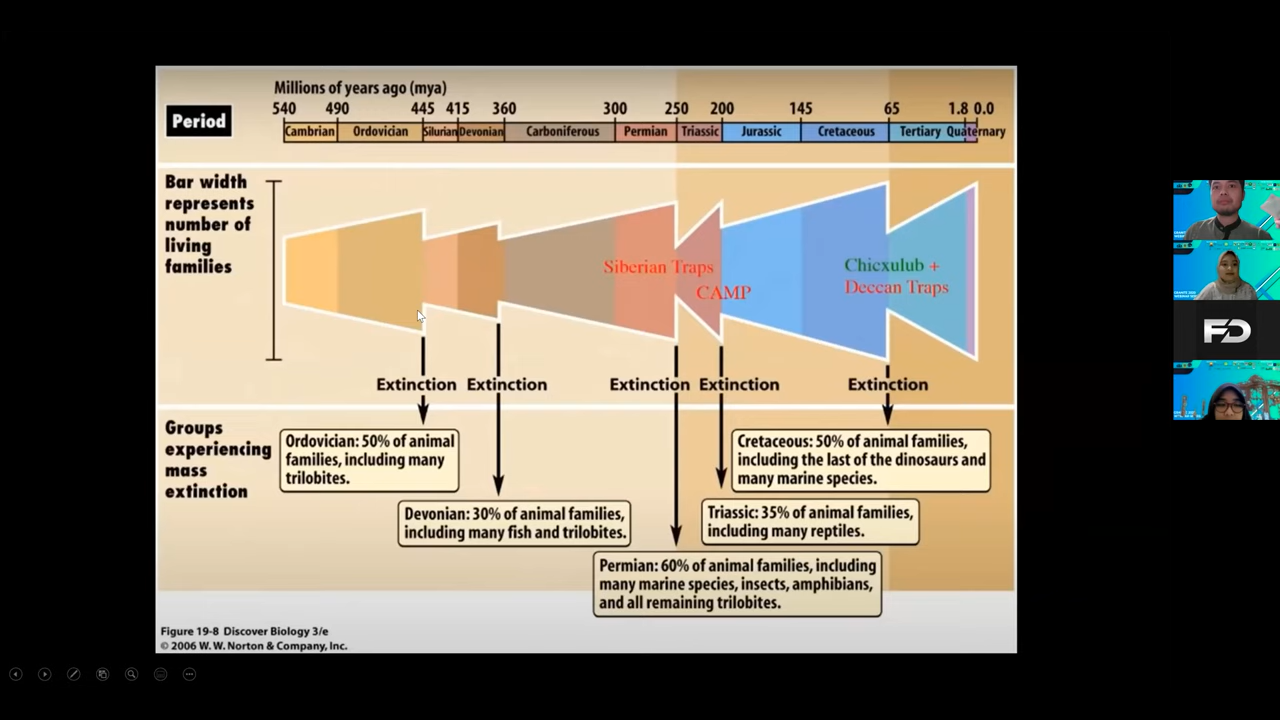 Millions of years ago (mya)
540 490 445 415 360 300 250 200 145 65 1.8 0.0
Period
Cambrian Ordovician Silurian Devonian Carboniferous Permian Triassic Jurassic Cretaceous Tertiary Quaternary
Bar width
represents
number of
living
families
Siberian Traps
CAMP
Chicxulub +
Deccan Traps
Extinction Extinction Extinction Extinction Extinction
Groups
experiencing
mass
extinction
Ordovician: 50% of animal
families, including many
trilobites.
Devonian: 30% of animal families,
including many fish and trilobites.
Permian: 60% of animal families, including
many marine species, insects, amphibians,
and all remaining trilobites.
Triassic: 35% of animal families,
including many reptiles.
Cretaceous: 50% of animal families,
including the last of the dinosaurs and
many marine species.
Figure 19-8 Discover Biology 3/e
© 2006 W. W. Norton & Company, Inc.
FD